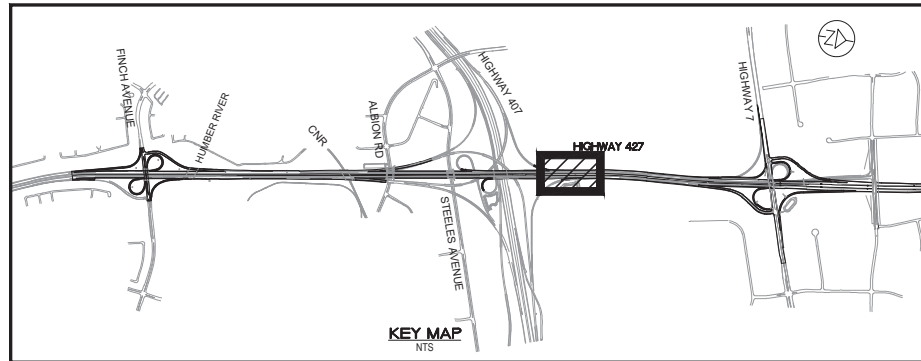 FINCH AVENUE
HUMBER RIVER
CNR
ALBION RD
STEELES AVENUE
HIGHWAY 407
HIGHWAY 427
HIGHWAY 7
N
KEY MAP
NTS